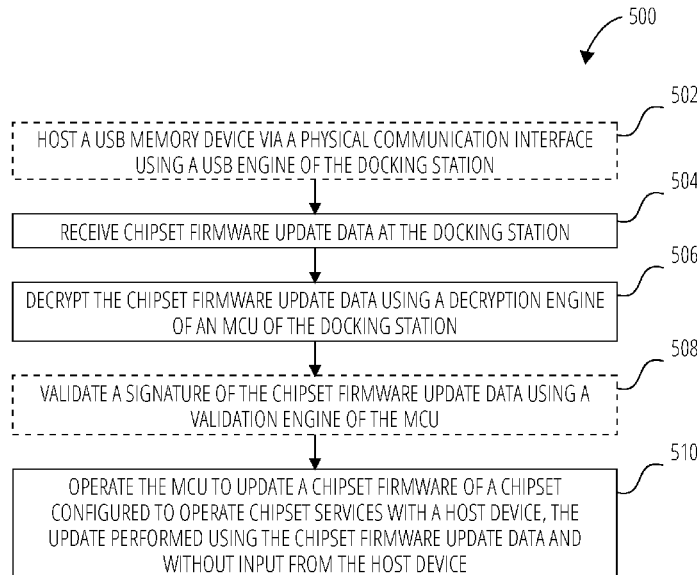 500
502
HOST A USB MEMORY DEVICE VIA A PHYSICAL COMMUNICATION INTERFACE
USING A USB ENGINE OF THE DOCKING STATION
504
RECEIVE CHIPSET FIRMWARE UPDATE DATA AT THE DOCKING STATION
506
DECRYPT THE CHIPSET FIRMWARE UPDATE DATA USING A DECRYPTION ENGINE
OF AN MCU OF THE DOCKING STATION
508
VALIDATE A SIGNATURE OF THE CHIPSET FIRMWARE UPDATE DATA USING A
VALIDATION ENGINE OF THE MCU
510
OPERATE THE MCU TO UPDATE A CHIPSET FIRMWARE OF A CHIPSET
CONFIGURED TO OPERATE CHIPSET SERVICES WITH A HOST DEVICE, THE
UPDATE PERFORMED USING THE CHIPSET FIRMWARE UPDATE DATA AND
WITHOUT INPUT FROM THE HOST DEVICE